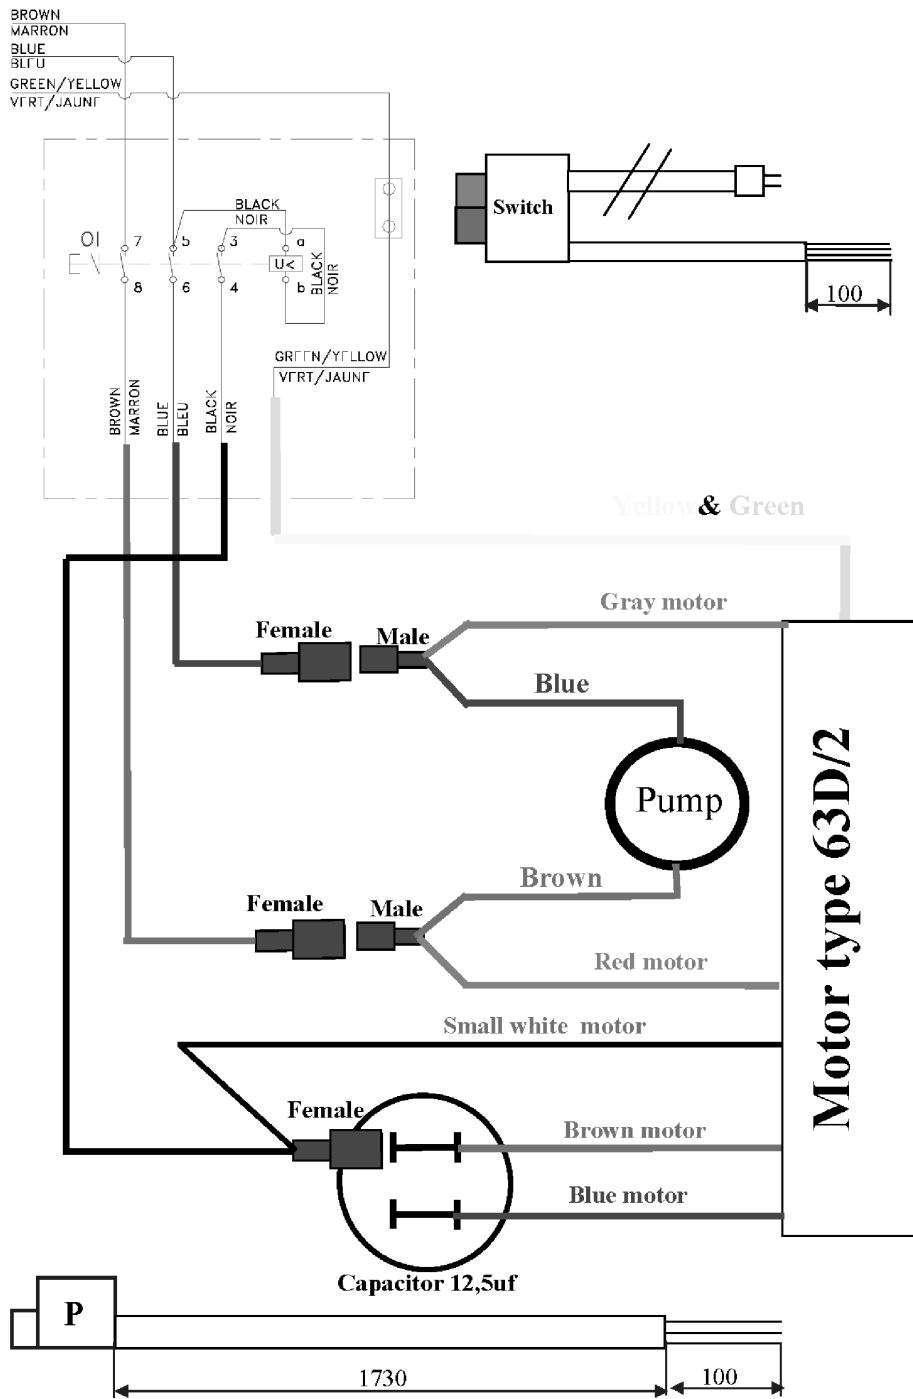 BROWN
MARRON
BLUE
BLEU
GREEN/YELLOW
VERT/JAUNE
BLACK
NOIR
OI
7
5
3
a
U<
BLACK
NOIR
8
6
4
b
GREEN/YELLOW
VERT/JAUNE
BROWN
MARRON
BLUE
BLEU
BLACK
NOIR
Switch
100
Yellow & Green
Gray motor
Female
Male
Blue
Pump
Motor type 63D/2
Brown
Female
Male
Red motor
Small white motor
Female
Brown motor
Blue motor
Capacitor 12,5uf
P
1730
100